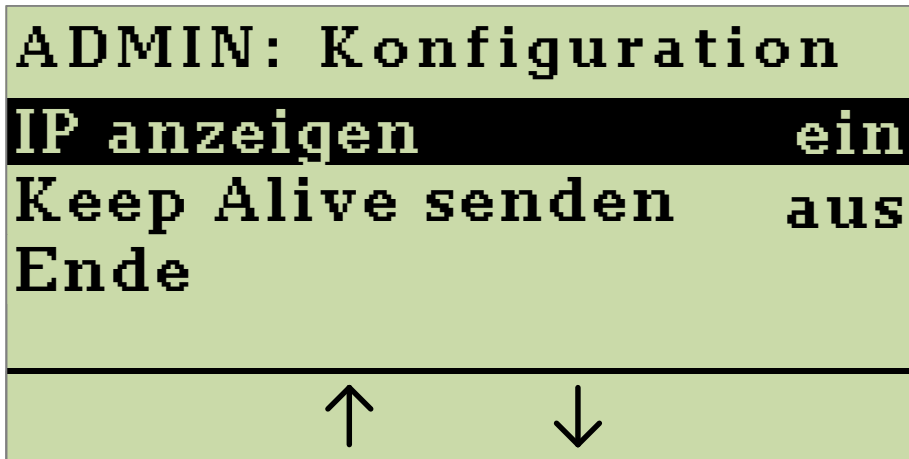 ADMIN: Konfiguration
IP anzeigen ein
Keep Alive senden aus
Ende
↑ ↓